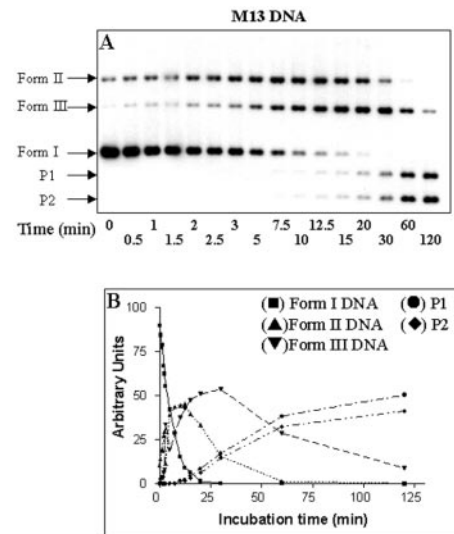 M13 DNA
A
Form II
Form III
Form I
P1
P2
Time (min)
0 1 2 3 7.5 12.5 20 60
0.5 1.5 2.5 5 10 15 30 120
B
(■) Form I DNA (●) P1
(▲) Form II DNA (◆) P2
(▼) Form III DNA
Arbitrary Units
100
75
50
25
0
0 25 50 75 100 125
Incubation time (min)